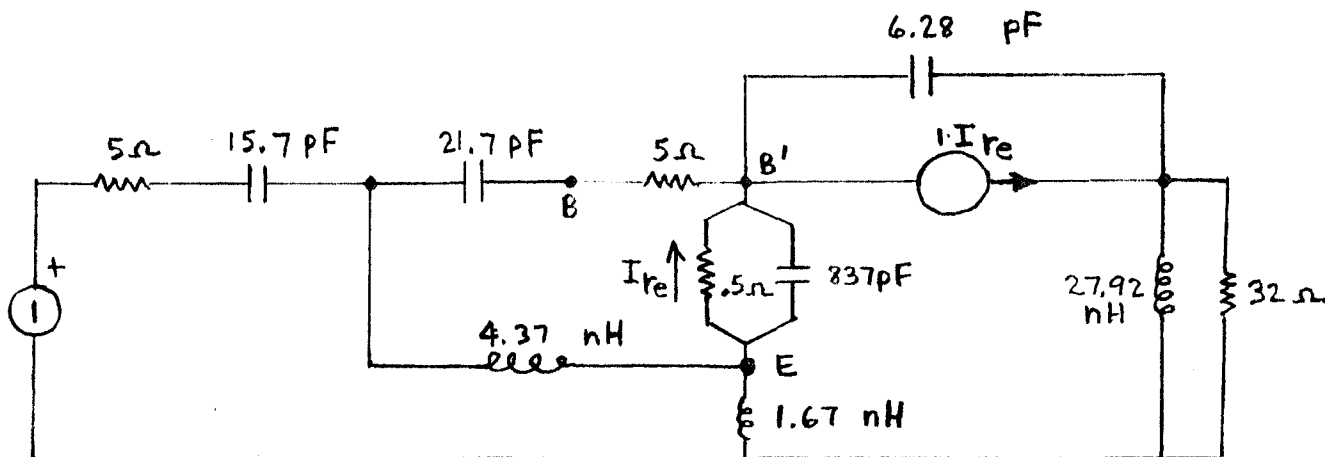 6.28 pF
5Ω
15.7 pF
21.7 pF
5Ω
B'
1·Ire
B
+
1
Ire
.5Ω
837pF
27.92
nH
32 Ω
4.37 nH
E
1.67 nH